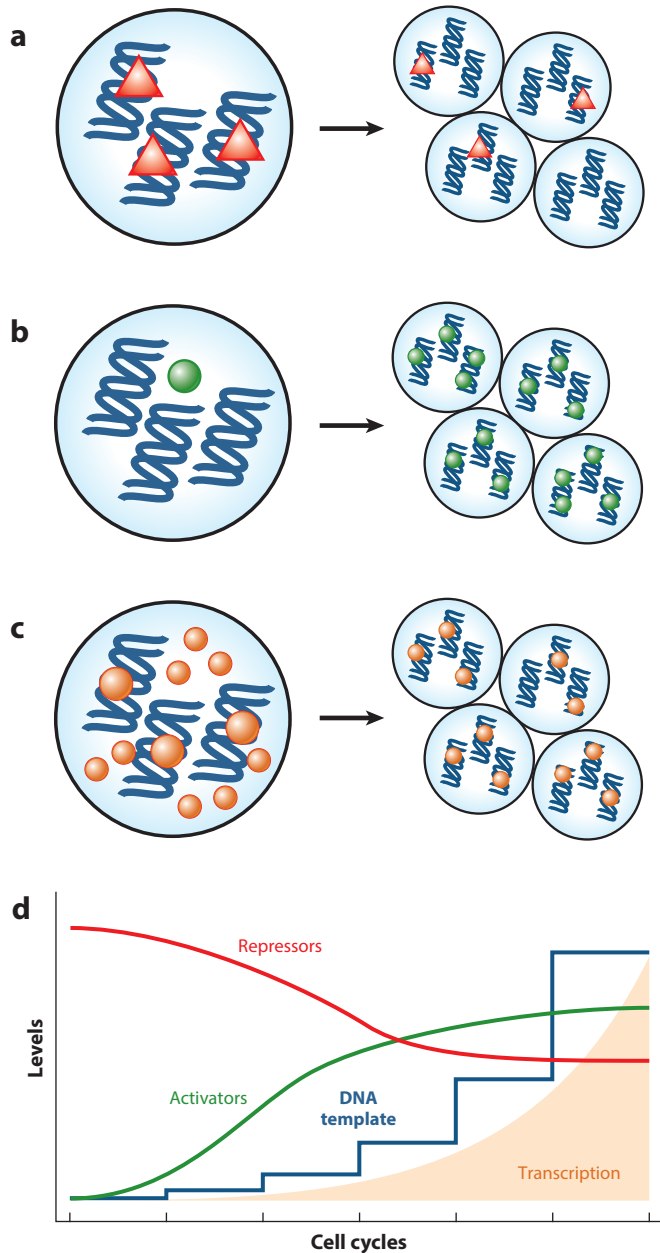 a
b
c
d
Repressors
Activators
DNA
template
Transcription
Levels
Cell cycles